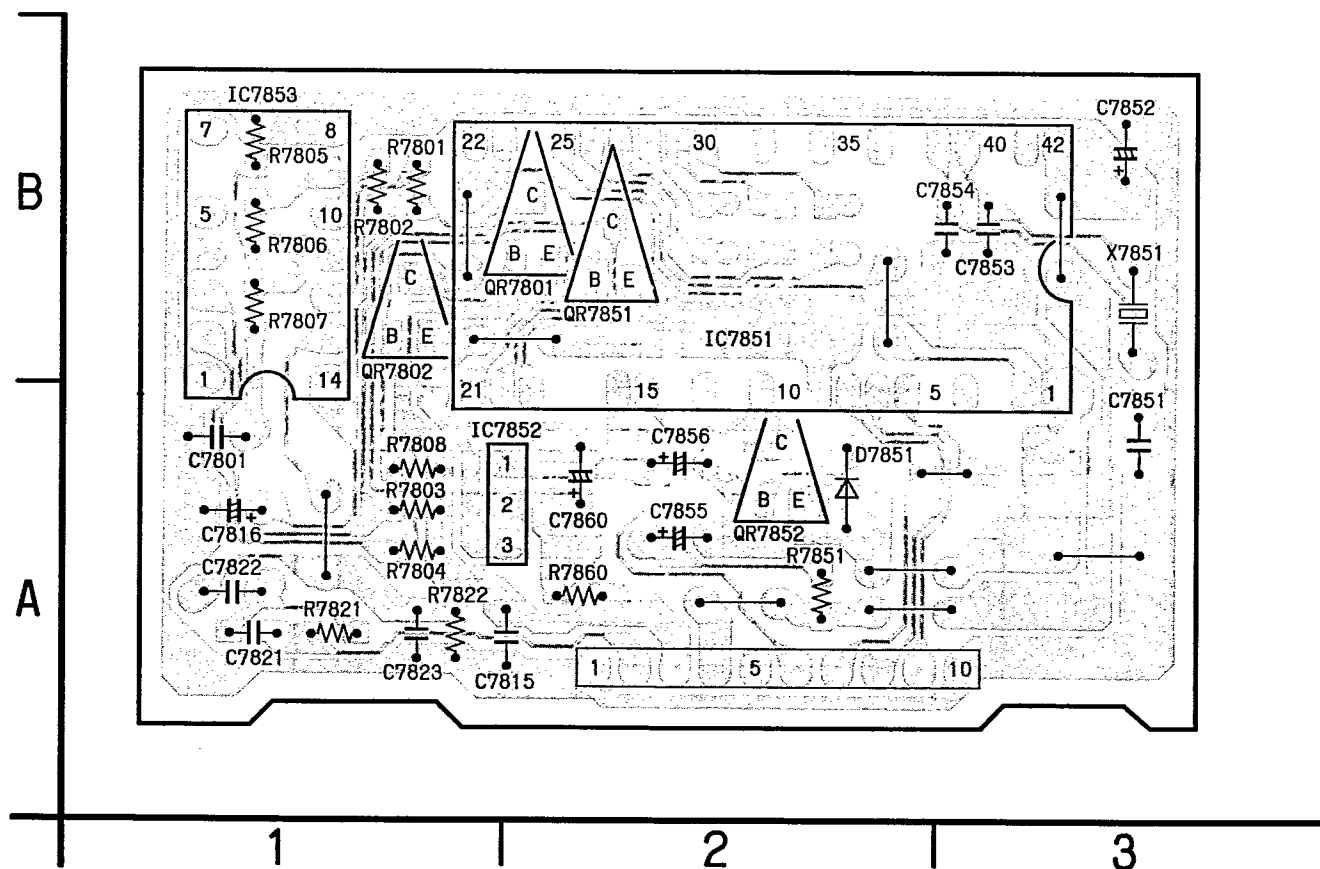 IC7853
C7852
7
8
R7805
R7801
22
25
30
35
40
42
B
5
10
C
C7854
R7802
R7806
C
B E
C7853
X7851
C
QR7801
B E
R7807
QR7851
B E
IC7851
QR7802
1
14
21
15
10
5
1
C7851
IC7852
R7808
C7856
C
D7851
C7801
1
R7803
2
B E
C7816
C7860
C7855
QR7852
3
R7851
C7822
R7804
R7860
A
R7821
R7822
C7821
C7823
C7815
1
5
10
1
2
3